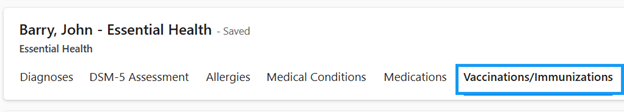 Barry, John - Essential Health - Saved
Essential Health
Diagnoses DSM-5 Assessment Allergies Medical Conditions Medications Vaccinations/Immunizations